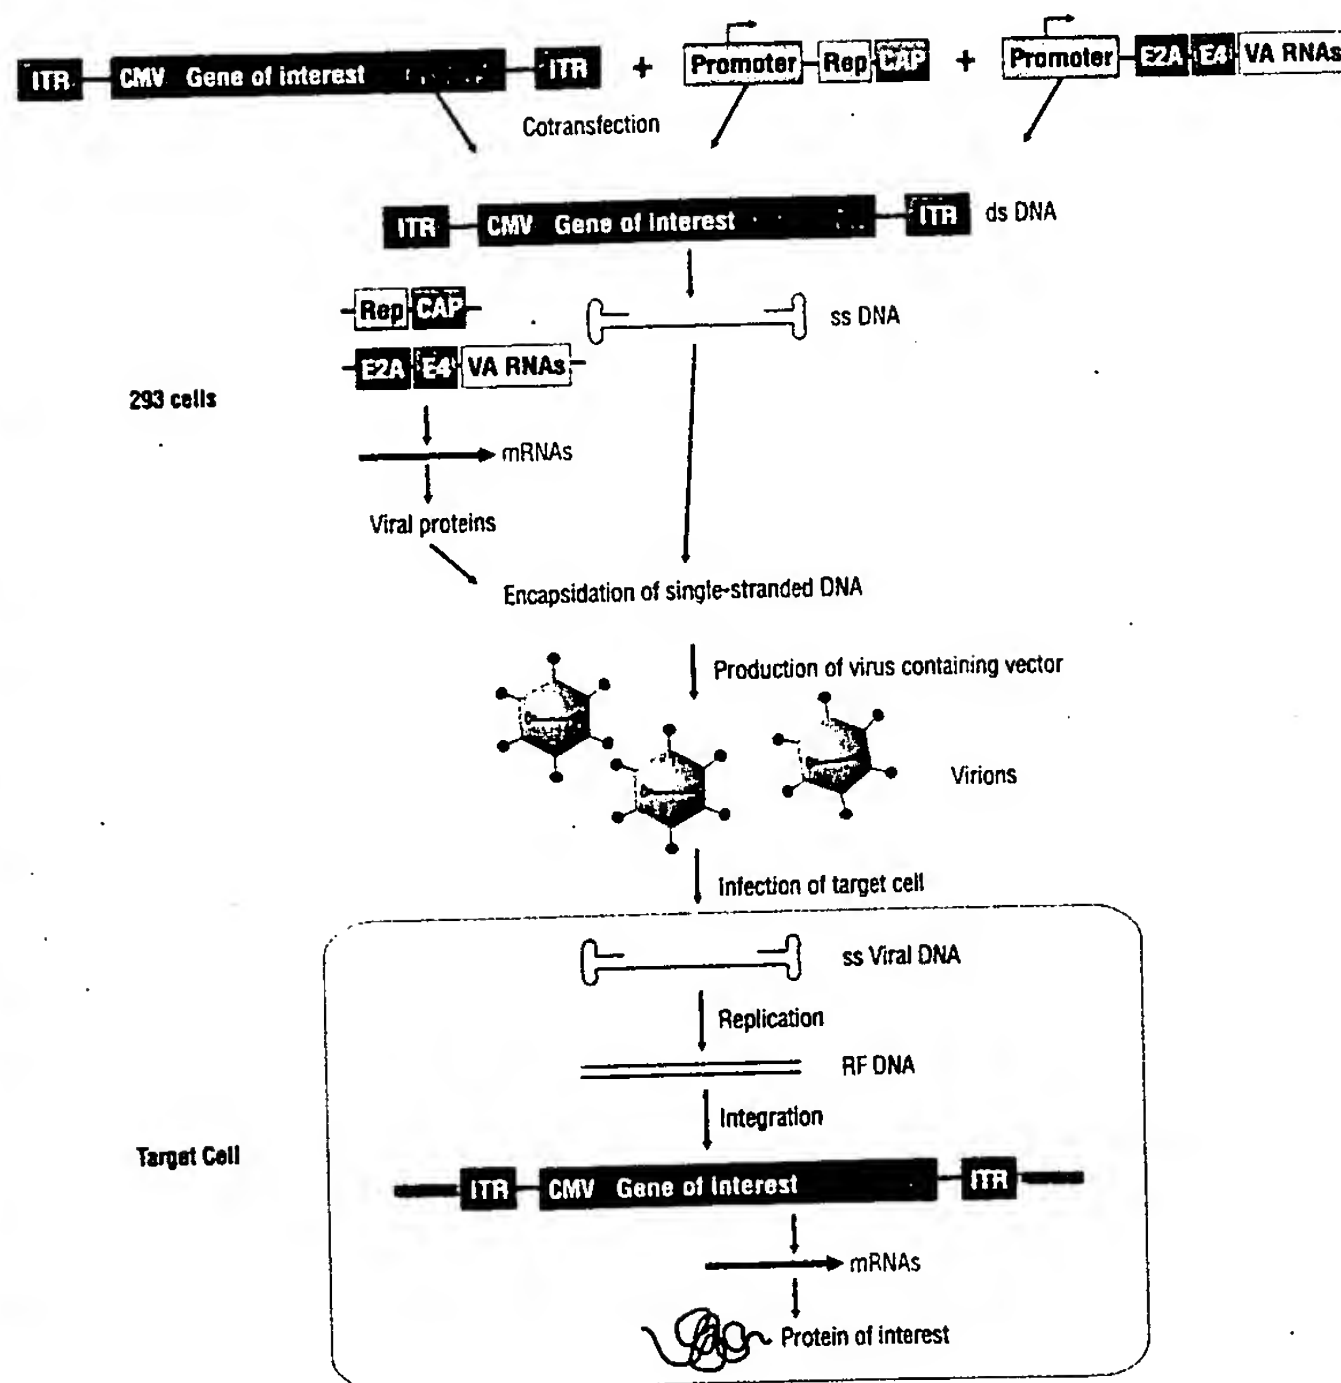 ITR CMV Gene of interest ITR + Promoter Rep CAP + Promoter E2A E4 VA RNAs
Cotransfection
ITR CMV Gene of interest ITR ds DNA
Rep CAP
ss DNA
E2A E4 VA RNAs
293 cells
mRNAs
Viral proteins
Encapsidation of single-stranded DNA
Production of virus containing vector
Virions
Infection of target cell
ss Viral DNA
Replication
RF DNA
Integration
Target Cell
ITR CMV Gene of interest ITR
mRNAs
Protein of interest